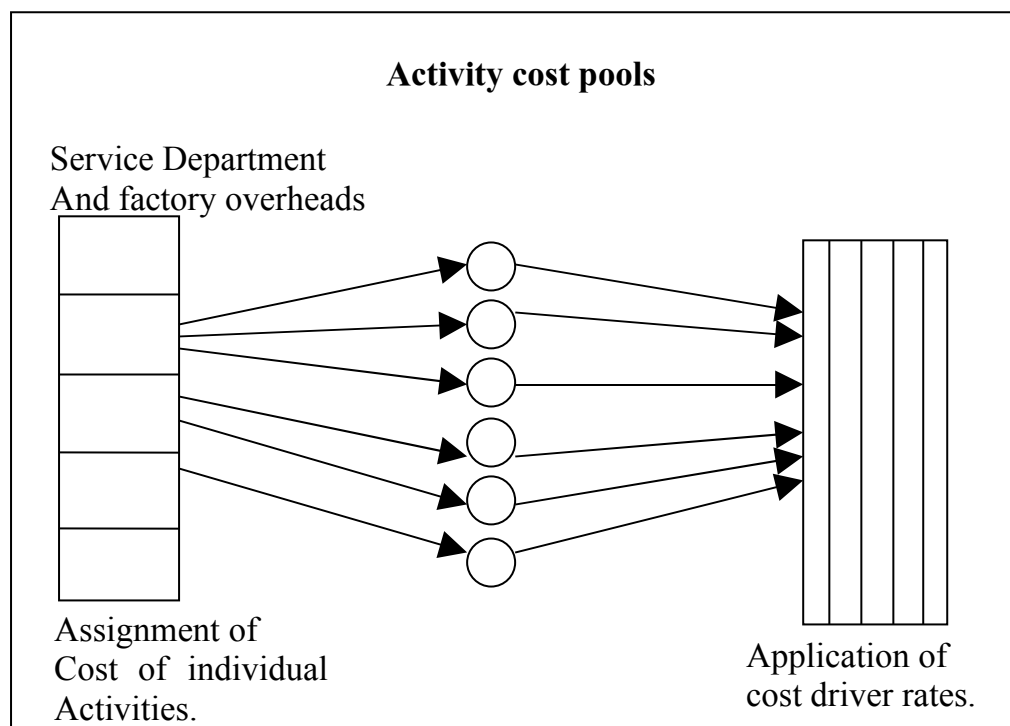 Activity cost pools
Service Department
And factory overheads
Assignment of
Cost of individual
Activities.
Application of
cost driver rates.